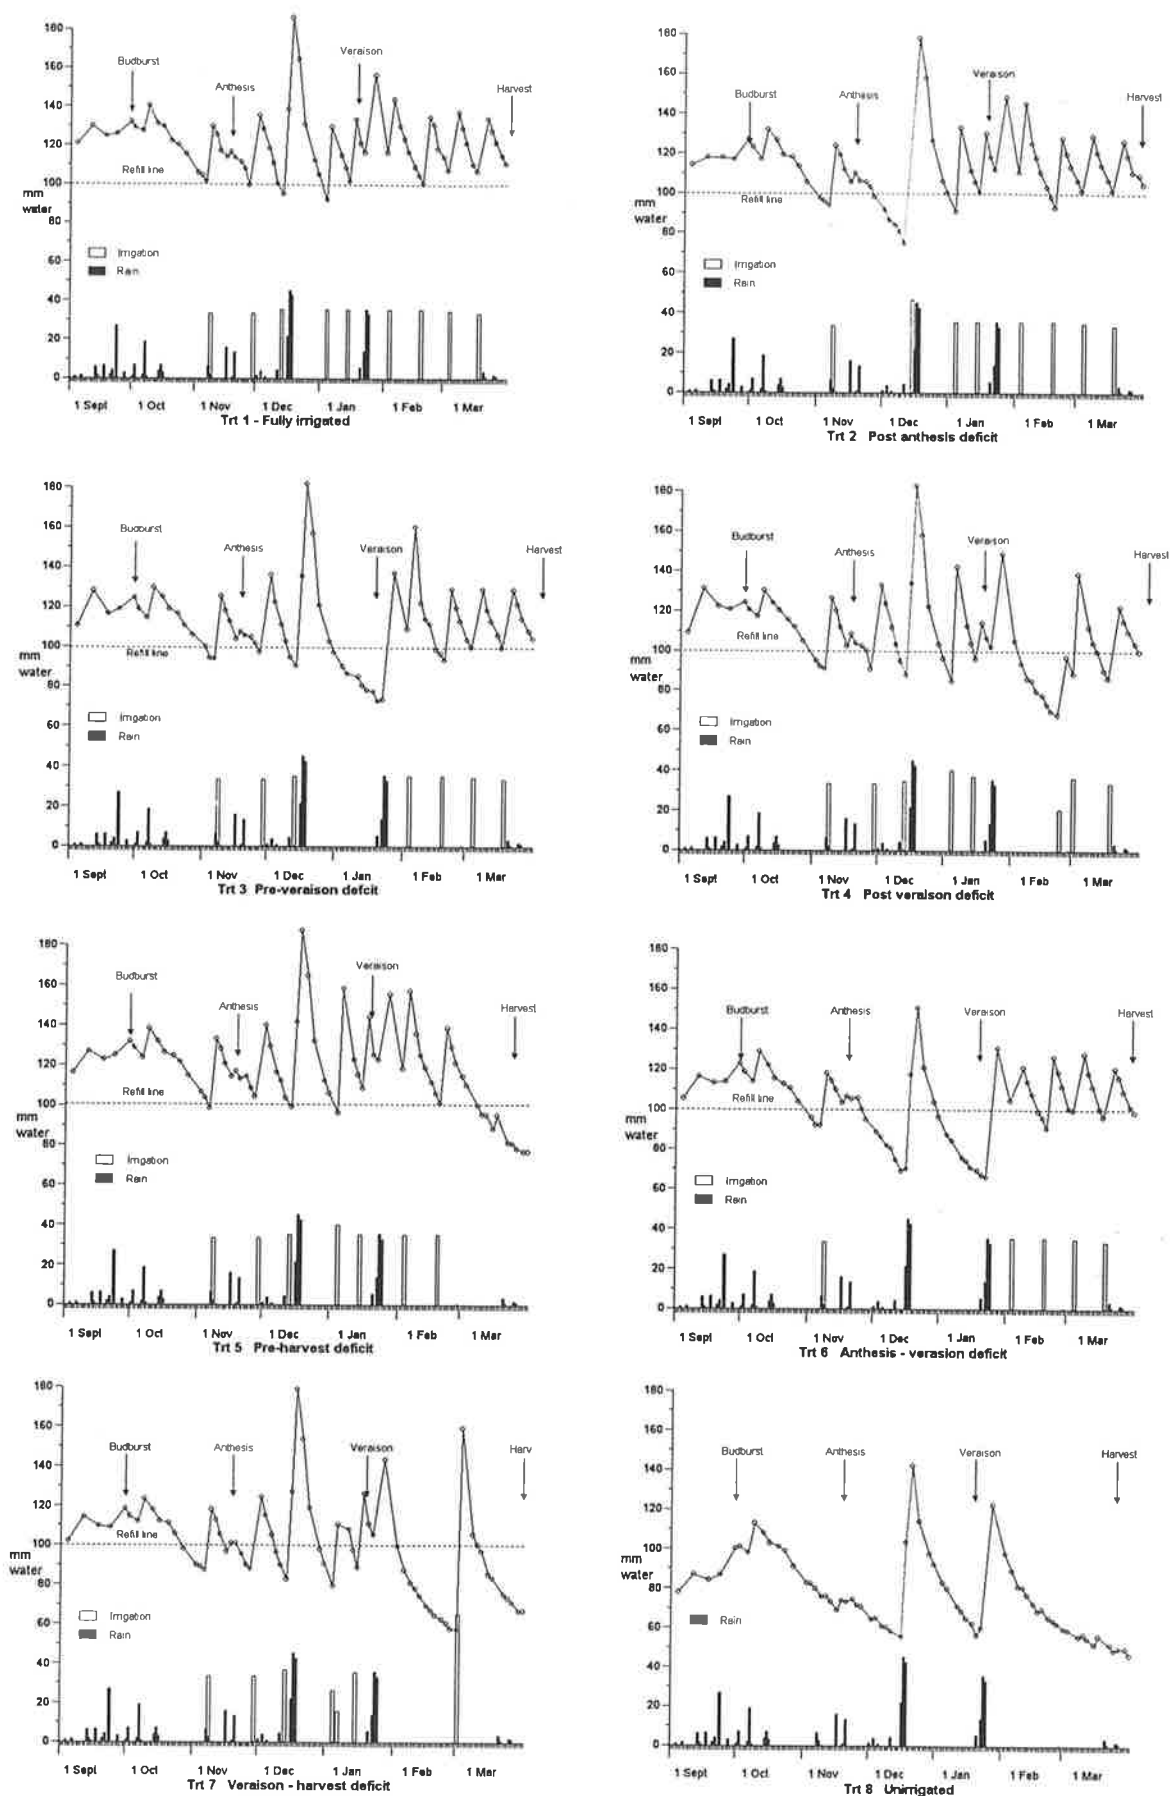 180
160
140
120
100
80
60
40
20
0
mm
water
Budburst
Anthesis
Veraison
Harvest
Refill line
Irrigation
Rain
1 Sept 1 Oct 1 Nov 1 Dec 1 Jan 1 Feb 1 Mar
Trt 1 - Fully irrigated
180
160
140
120
100
80
60
40
20
0
mm
water
Budburst
Anthesis
Veraison
Harvest
Refill line
Irrigation
Rain
1 Sept 1 Oct 1 Nov 1 Dec 1 Jan 1 Feb 1 Mar
Trt 2 Post anthesis deficit
180
160
140
120
100
80
60
40
20
0
mm
water
Budburst
Anthesis
Veraison
Harvest
Refill line
Irrigation
Rain
1 Sept 1 Oct 1 Nov 1 Dec 1 Jan 1 Feb 1 Mar
Trt 3 Pre-veraison deficit
180
160
140
120
100
80
60
40
20
0
mm
water
Budburst
Anthesis
Veraison
Harvest
Refill line
Irrigation
Rain
1 Sept 1 Oct 1 Nov 1 Dec 1 Jan 1 Feb 1 Mar
Trt 4 Post veraison deficit
180
160
140
120
100
80
60
40
20
0
mm
water
Budburst
Anthesis
Veraison
Harvest
Refill line
Irrigation
Rain
1 Sept 1 Oct 1 Nov 1 Dec 1 Jan 1 Feb 1 Mar
Trt 5 Pre-harvest deficit
180
160
140
120
100
80
60
40
20
0
mm
water
Budburst
Anthesis
Veraison
Harvest
Refill line
Irrigation
Rain
1 Sept 1 Oct 1 Nov 1 Dec 1 Jan 1 Feb 1 Mar
Trt 6 Anthesis - verasion deficit
180
160
140
120
100
80
60
40
20
0
mm
water
Budburst
Anthesis
Veraison
Harv
Refill line
Irrigation
Rain
1 Sept 1 Oct 1 Nov 1 Dec 1 Jan 1 Feb 1 Mar
Trt 7 Veraison - harvest deficit
180
160
140
120
100
80
60
40
20
0
mm
water
Budburst
Anthesis
Veraison
Harvest
Rain
1 Sept 1 Oct 1 Nov 1 Dec 1 Jan 1 Feb 1 Mar
Trt 8 Unirrigated